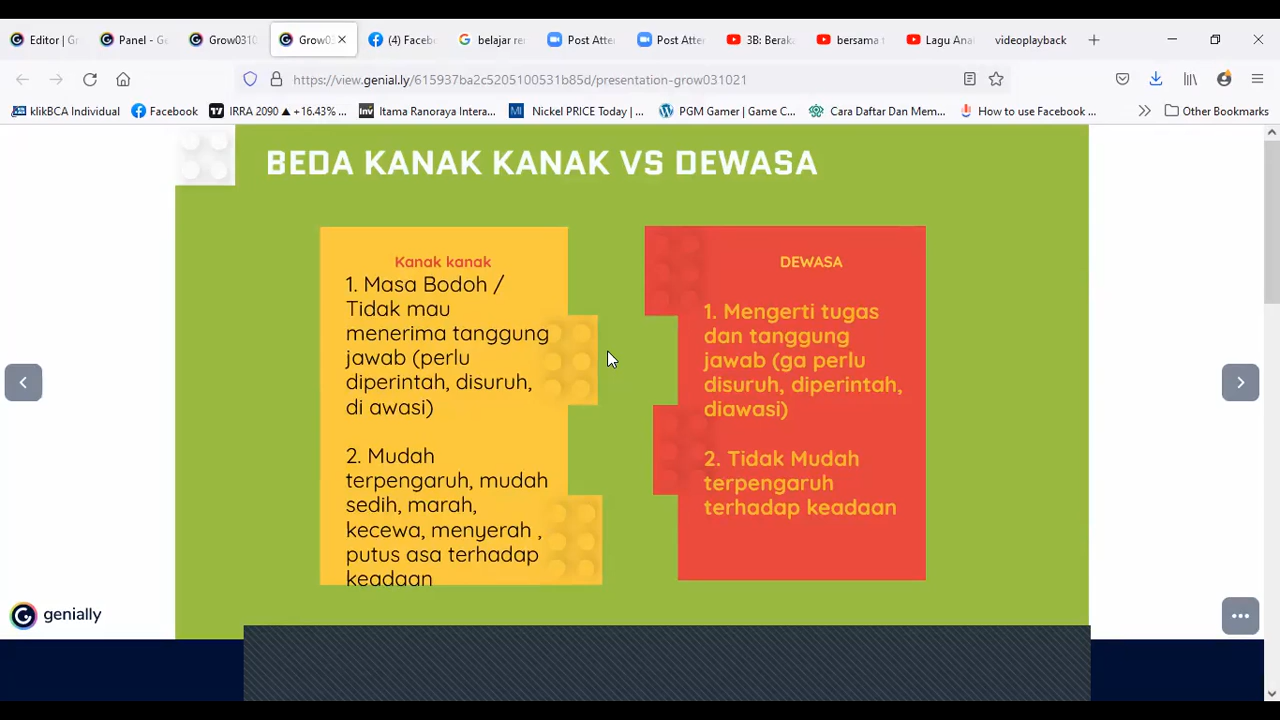 Editor | G
Panel - Ge
Grow0310
Grow03
(4) Faceb
belajar re
Post Atte
Post Atte
3B: Berak
bersama t
Lagu Ana
videoplayback
https://view.genial.ly/615937ba2c5205100531b85d/presentation-grow031021
klikBCA Individual
Facebook
IRRA 2090 ▲ +16.43% ...
Itama Ranoraya Intera...
Nickel PRICE Today | ...
PGM Gamer | Game C...
Cara Daftar Dan Mem...
How to use Facebook ...
Other Bookmarks
BEDA KANAK KANAK VS DEWASA
Kanak kanak
1. Masa Bodoh /
Tidak mau
menerima tanggung
jawab (perlu
diperintah, disuruh,
di awasi)
2. Mudah
terpengaruh, mudah
sedih, marah,
kecewa, menyerah ,
putus asa terhadap
keadaan
DEWASA
1. Mengerti tugas
dan tanggung
jawab (ga perlu
disuruh, diperintah,
diawasi)
2. Tidak Mudah
terpengaruh
terhadap keadaan
genially